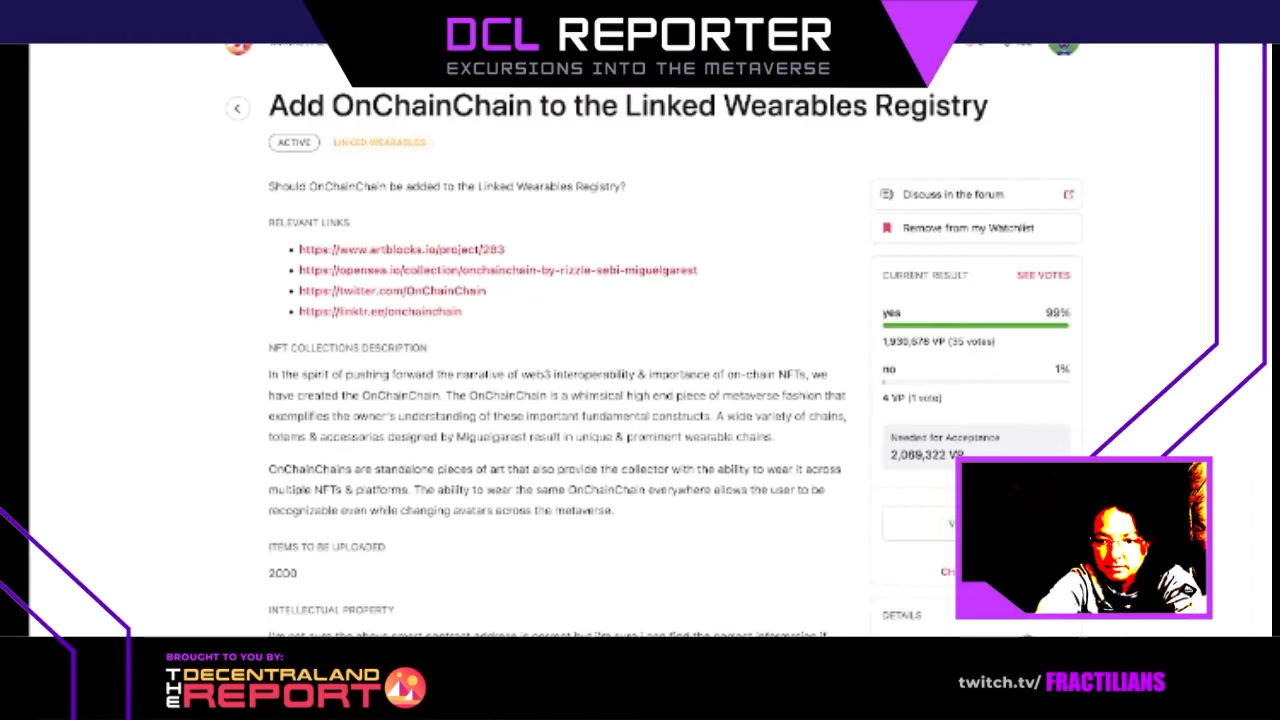 DCL REPORTER
EXCURSIONS INTO THE METAVERSE
Add OnChainChain to the Linked Wearables Registry
ACTIVE
LINKED WEARABLES
Should OnChainChain be added to the Linked Wearables Registry?
RELEVANT LINKS
• https://www.artblocks.io/project/283
• https://opensea.io/collection/onchainchain-by-rizzle-sebi-miguelgarest
• https://twitter.com/OnChainChain
• https://linktr.ee/onchainchain
NFT COLLECTIONS DESCRIPTION
In the spirit of pushing forward the narrative of web3 interoperability & importance of on-chain NFTs, we
have created the OnChainChain. The OnChainChain is a whimsical high end piece of metaverse fashion that
exemplifies the owner's understanding of these important fundamental constructs. A wide variety of chains,
totems & accessories designed by Miguelgarest result in unique & prominent wearable chains.
OnChainChains are standalone pieces of art that also provide the collector with the ability to wear it across
multiple NFTs & platforms. The ability to wear the same OnChainChain everywhere allows the user to be
recognizable even while changing avatars across the metaverse.
ITEMS TO BE UPLOADED
2000
INTELLECTUAL PROPERTY
Discuss in the forum
Remove from my Watchlist
CURRENT RESULT
SEE VOTES
yes 99%
1,930,678 VP (35 votes)
no 1%
4 VP (1 vote)
Needed for Acceptance
2,069,322 VP
DETAILS
BROUGHT TO YOU BY:
THE DECENTRALAND
REPORT
twitch.tv/ FRACTILIANS